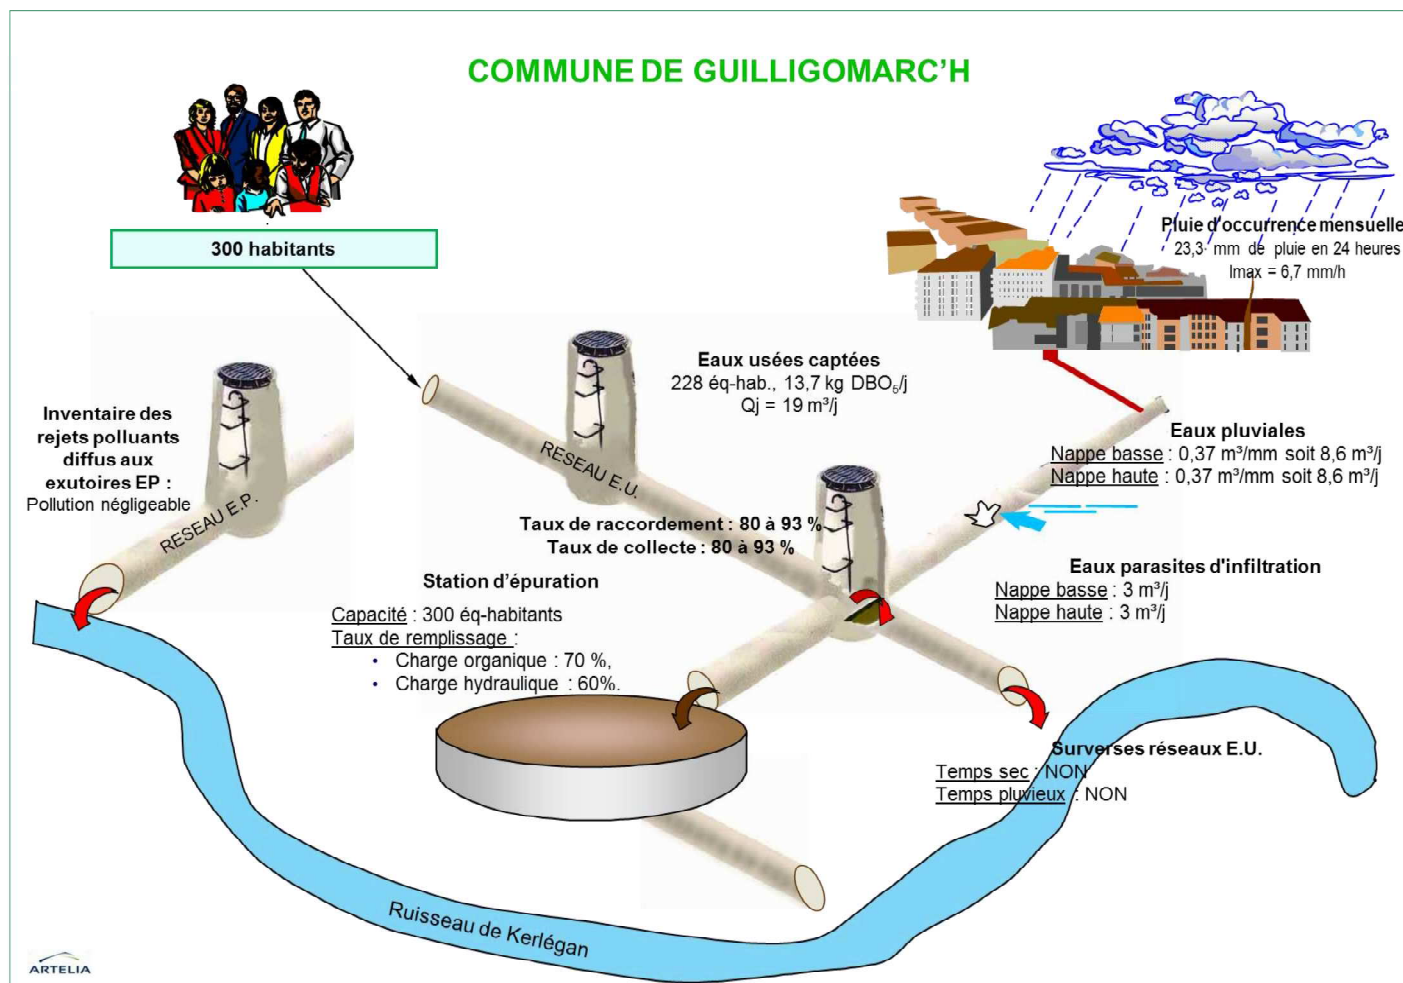 COMMUNE DE GUILLIGOMARC’H
300 habitants
Pluie d’occurrence mensuelle
23,3 mm de pluie en 24 heures
Imax = 6,7 mm/h
Eaux usées captées
228 éq-hab., 13,7 kg DBO₅/j
Qj = 19 m³/j
Inventaire des
rejets polluants
diffus aux
exutoires EP :
Pollution négligeable
RESEAU E.P.
RESEAU E.U.
Eaux pluviales
Nappe basse : 0,37 m³/mm soit 8,6 m³/j
Nappe haute : 0,37 m³/mm soit 8,6 m³/j
Taux de raccordement : 80 à 93 %
Taux de collecte : 80 à 93 %
Eaux parasites d'infiltration
Nappe basse : 3 m³/j
Nappe haute : 3 m³/j
Station d’épuration
Capacité : 300 éq-habitants
Taux de remplissage :
• Charge organique : 70 %,
• Charge hydraulique : 60%.
Surverses réseaux E.U.
Temps sec : NON
Temps pluvieux : NON
Ruisseau de Kerlégan
ARTELIA